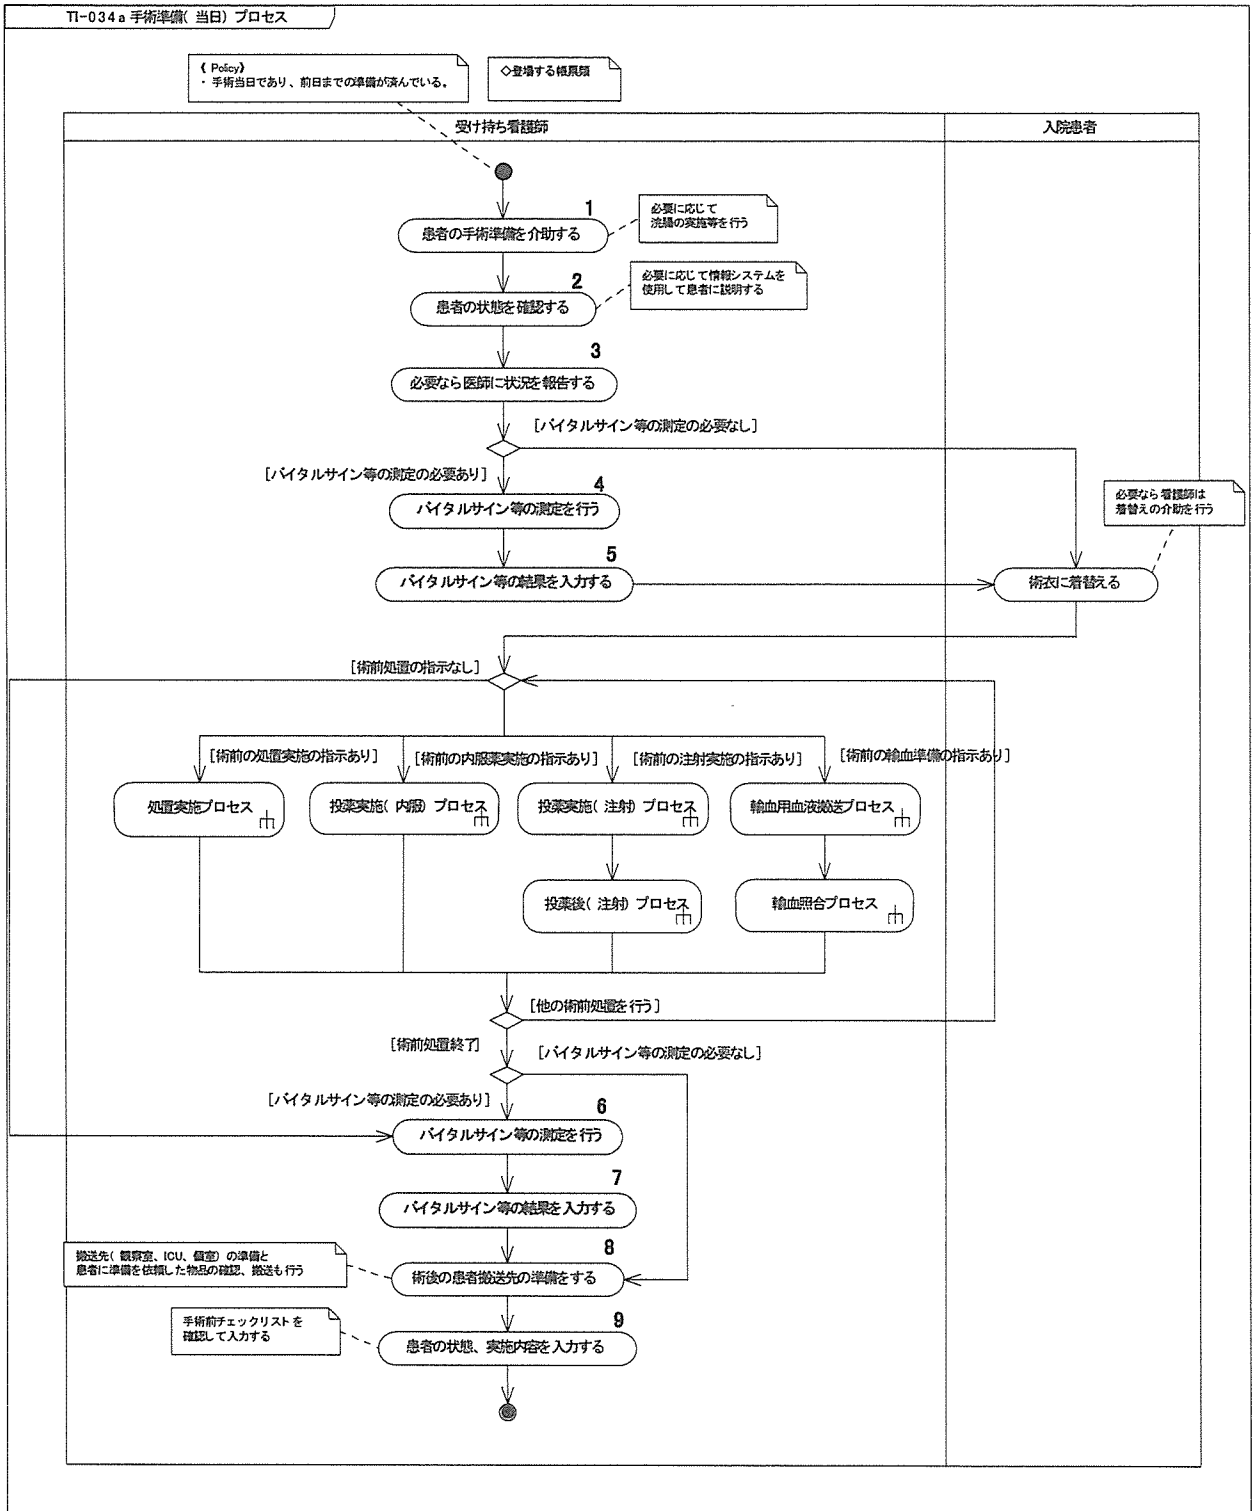 TI-034a 手術準備( 当日) プロセス
《 Policy》
・ 手術当日であり、前日までの準備が済んでいる。
◇登場する帳票類
受け持ち看護師
入院患者
1
患者の手術準備を介助する
必要に応じて
浣腸の実施等を行う
2
患者の状態を確認する
必要に応じて情報システムを
使用して患者に説明する
3
必要なら医師に状況を報告する
[バイタルサイン等の測定の必要なし]
[バイタルサイン等の測定の必要あり]
4
バイタルサイン等の測定を行う
必要なら看護師は
着替えの介助を行う
5
バイタルサイン等の結果を入力する
術衣に着替える
[術前処置の指示なし]
[術前の処置実施の指示あり]
[術前の内服薬実施の指示あり]
[術前の注射実施の指示あり]
[術前の輸血準備の指示あり]
処置実施プロセス
投薬実施( 内服) プロセス
投薬実施( 注射) プロセス
輸血用血液搬送プロセス
投薬後( 注射) プロセス
輸血照合プロセス
[他の術前処置を行う]
[術前処置終了]
[バイタルサイン等の測定の必要なし]
[バイタルサイン等の測定の必要あり]
6
バイタルサイン等の測定を行う
7
バイタルサイン等の結果を入力する
搬送先( 観察室、ICU、個室) の準備と
患者に準備を依頼した物品の確認、搬送も行う
8
術後の患者搬送先の準備をする
手術前チェックリストを
確認して入力する
9
患者の状態、実施内容を入力する